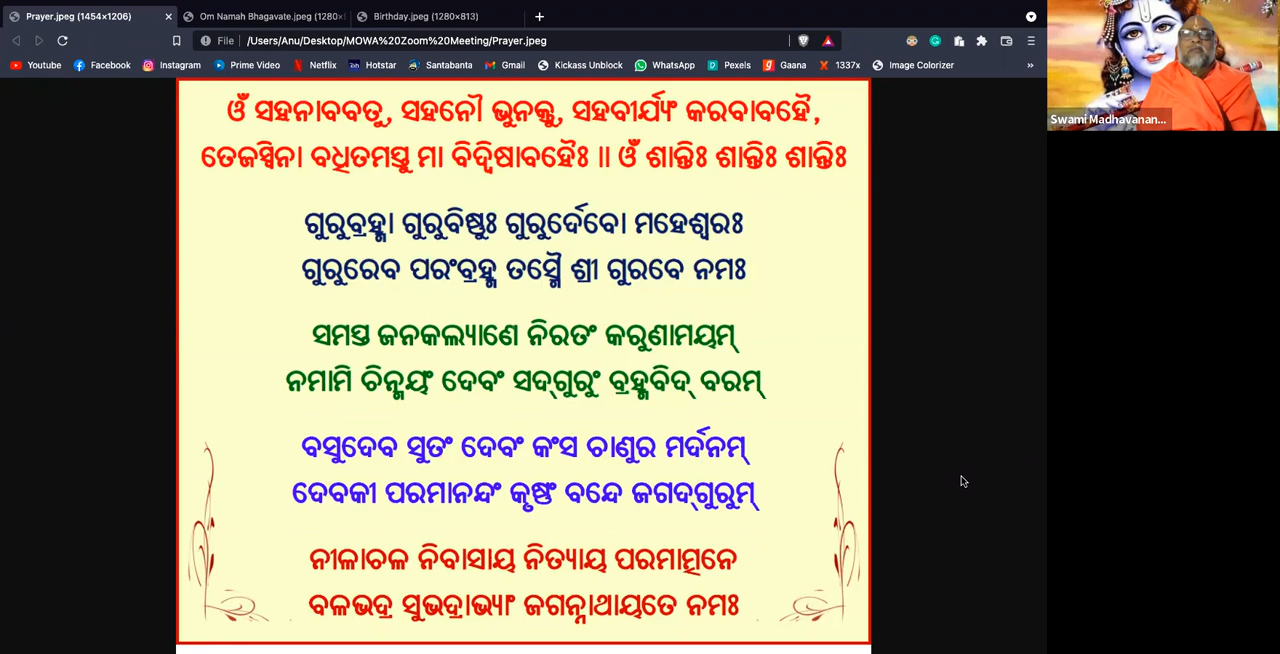 Prayer.jpeg (1454×1206)
Om Namah Bhagavate.jpeg (1280×
Birthday.jpeg (1280×813)
File /Users/Anu/Desktop/MOWA%20Zoom%20Meeting/Prayer.jpeg
Youtube Facebook Instagram Prime Video Netflix Hotstar Santabanta Gmail Kickass Unblock WhatsApp Pexels Gaana 1337x Image Colorizer »
Swami Madhavanan...
ଓଁ ସହନାବବତୁ, ସହନୌ ଭୁନକ୍ତୁ, ସହବୀର୍ଯ୍ୟଂ କରବାବହୈ,
ତେଜସ୍ୱିନା ବଧିତମସ୍ତୁ ମା ବିଦ୍ୱିଷାବହୈଃ ॥ ଓଁ ଶାନ୍ତିଃ ଶାନ୍ତିଃ ଶାନ୍ତିଃ
ଗୁରୁବ୍ରହ୍ମା ଗୁରୁବିଷ୍ଣୁଃ ଗୁରୁର୍ଦେବୋ ମହେଶ୍ୱରଃ
ଗୁରୁରେବ ପରଂବ୍ରହ୍ମ ତସ୍ମୈ ଶ୍ରୀ ଗୁରବେ ନମଃ
ସମସ୍ତ ଜନକଲ୍ୟାଣେ ନିରତଂ କରୁଣାମୟମ୍
ନମାମି ଚିନ୍ମୟଂ ଦେବଂ ସଦ୍‌ଗୁରୁଂ ବ୍ରହ୍ମବିଦ୍ ବରମ୍
ବସୁଦେବ ସୁତଂ ଦେବଂ କଂସ ଚାଣୁର ମର୍ଦନମ୍
ଦେବକୀ ପରମାନନ୍ଦଂ କୃଷ୍ଣଂ ବନ୍ଦେ ଜଗଦ୍‌ଗୁରୁମ୍
ନୀଳାଚଳ ନିବାସାୟ ନିତ୍ୟାୟ ପରମାତ୍ମନେ
ବଳଭଦ୍ର ସୁଭଦ୍ରାଭ୍ୟାଂ ଜଗନ୍ନାଥାୟତେ ନମଃ